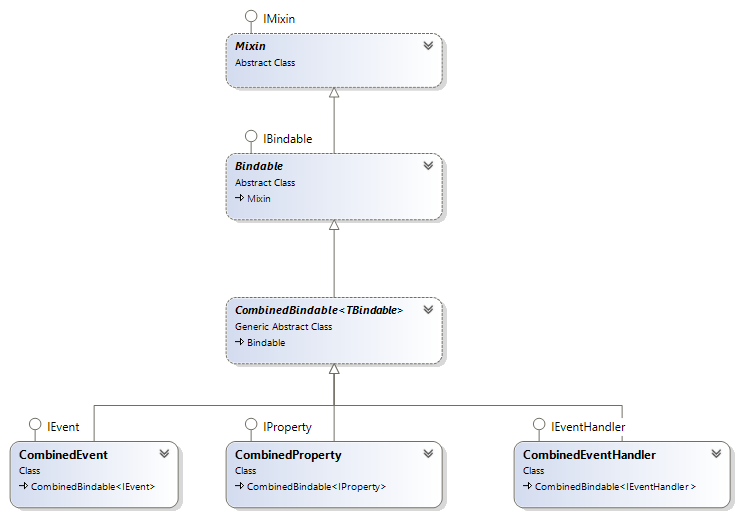 IMixin
Mixin
Abstract Class
IBindable
Bindable
Abstract Class
Mixin
CombinedBindable<TBindable>
Generic Abstract Class
Bindable
IEvent
CombinedEvent
Class
CombinedBindable<IEvent>
IProperty
CombinedProperty
Class
CombinedBindable<IProperty>
IEventHandler
CombinedEventHandler
Class
CombinedBindable<IEventHandler>